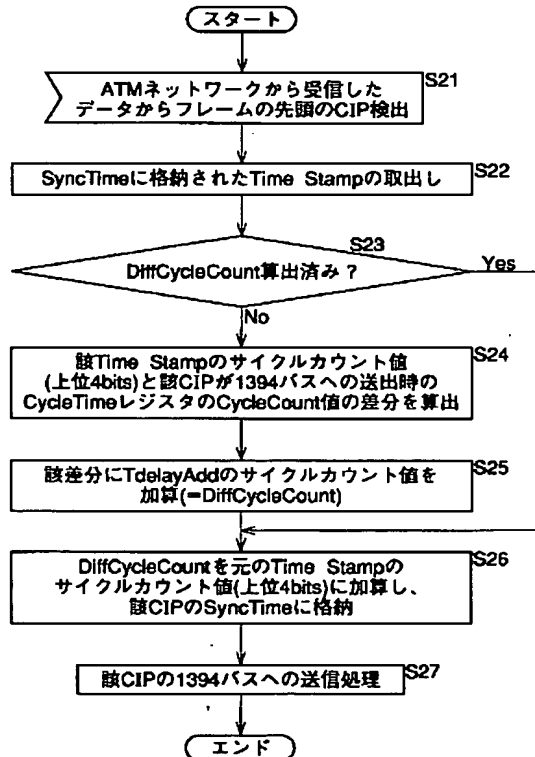 スタート
ATMネットワークから受信した
データからフレームの先頭のCIP検出
S21
SyncTimeに格納されたTime Stampの取出し
S22
S23
DiffCycleCount算出済み？
Yes
No
該Time Stampのサイクルカウント値
(上位4bits)と該CIPが1394バスへの送出時の
CycleTimeレジスタのCycleCount値の差分を算出
S24
該差分にTdelayAddのサイクルカウント値を
加算(=DiffCycleCount)
S25
DiffCycleCountを元のTime Stampの
サイクルカウント値(上位4bits)に加算し、
該CIPのSyncTimeに格納
S26
該CIPの1394バスへの送信処理
S27
エンド